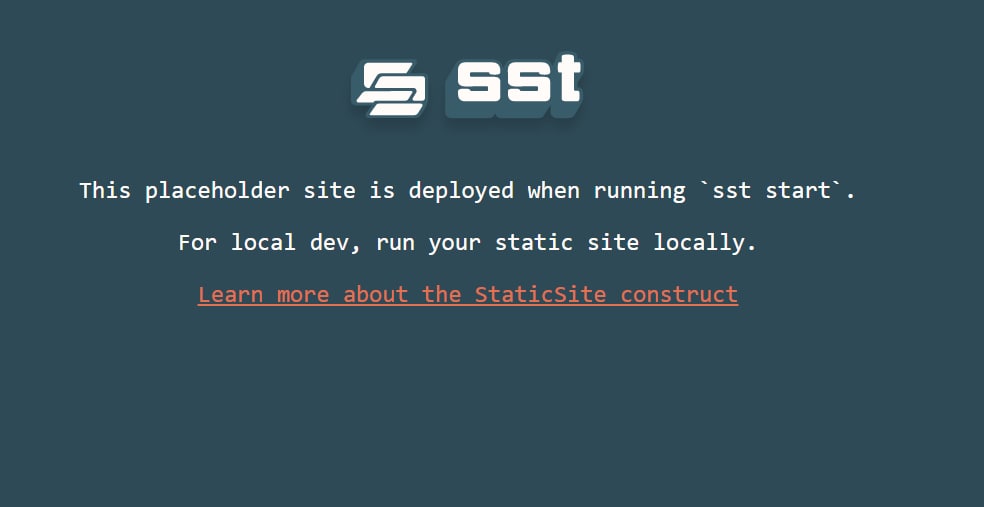 sst
This placeholder site is deployed when running `sst start`.
For local dev, run your static site locally.
Learn more about the StaticSite construct